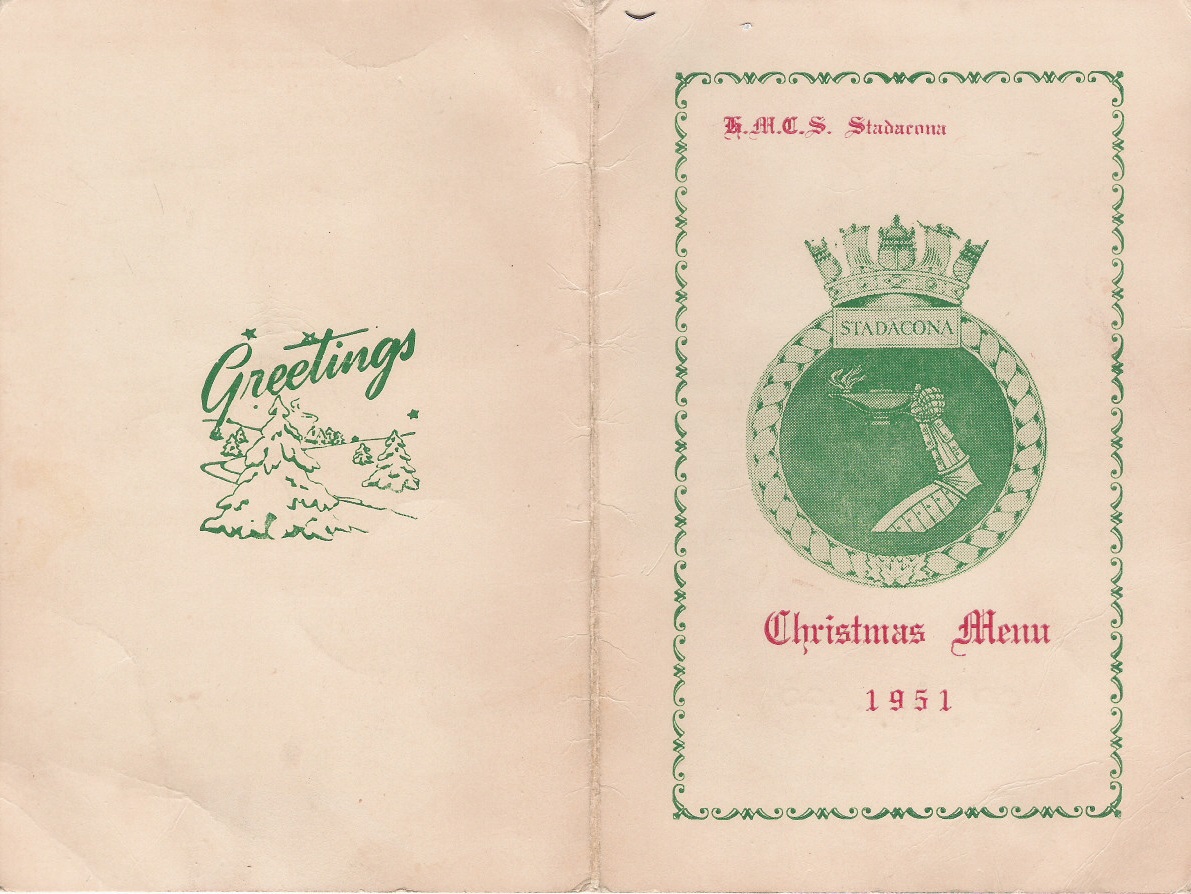 Greetings
H.M.C.S. Stadacona
STADACONA
Christmas Menu
1951